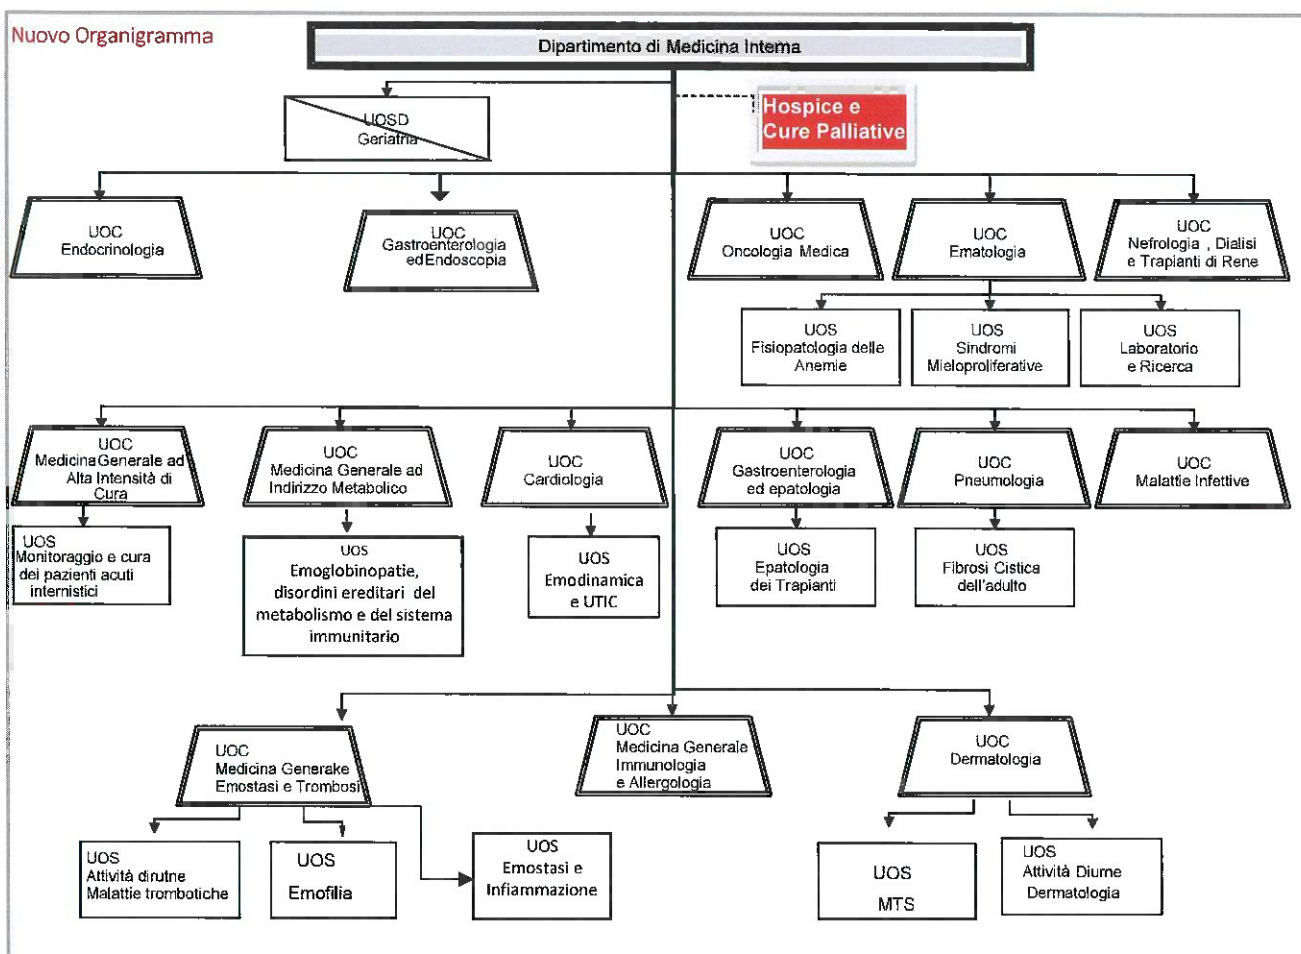 Nuovo Organigramma
Dipartimento di Medicina Interna
UOSD
Geriatria
Hospice e
Cure Palliative
UOC
Endocrinologia
UOC
Gastroenterologia
ed Endoscopia
UOC
Oncologia Medica
UOC
Ematologia
UOC
Nefrologia , Dialisi
e Trapianti di Rene
UOS
Fisiopatologia delle
Anemie
UOS
Sindromi
Mieloproliferative
UOS
Laboratorio
e Ricerca
UOC
Medicina Generale ad
Alta Intensità di
Cura
UOC
Medicina Generale ad
Indirizzo Metabolico
UOC
Cardiologia
UOC
Gastroenterologia
ed epatologia
UOC
Pneumologia
UOC
Malattie Infettive
UOS
Monitoraggio e cura
dei pazienti acuti
internistici
UOS
Emoglobinopatie,
disordini ereditari del
metabolismo e del sistema
immunitario
UOS
Emodinamica
e UTIC
UOS
Epatologia
dei Trapianti
UOS
Fibrosi Cistica
dell'adulto
UOC
Medicina Generake
Emostasi e Trombosi
UOC
Medicina Generale
Immunologia
e Allergologia
UOC
Dermatologia
UOS
Attività dirutne
Malattie trombotiche
UOS
Emofilia
UOS
Emostasi e
Infiammazione
UOS
MTS
UOS
Attività Diurne
Dermatologia